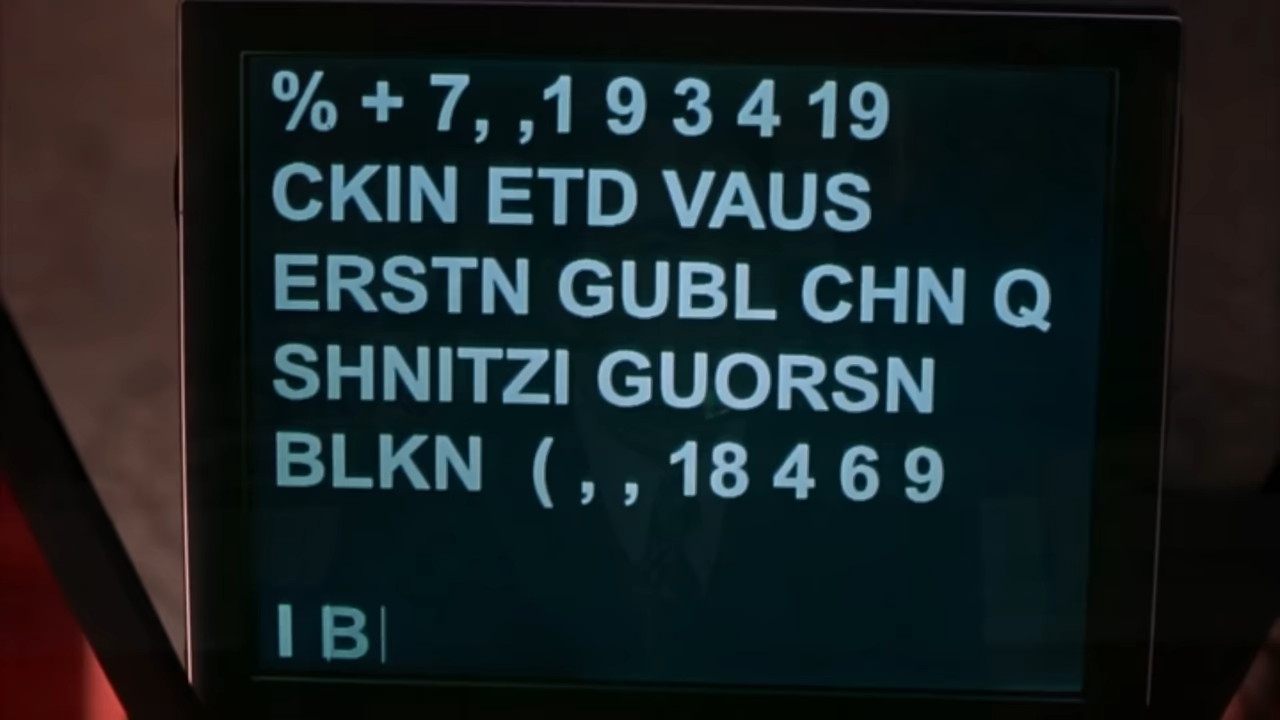 % + 7, ,1 9 3 4 19
CKIN ETD VAUS
ERSTN GUBL CHN Q
SHNITZI GUORSN
BLKN ( , , 18 4 6 9
I B